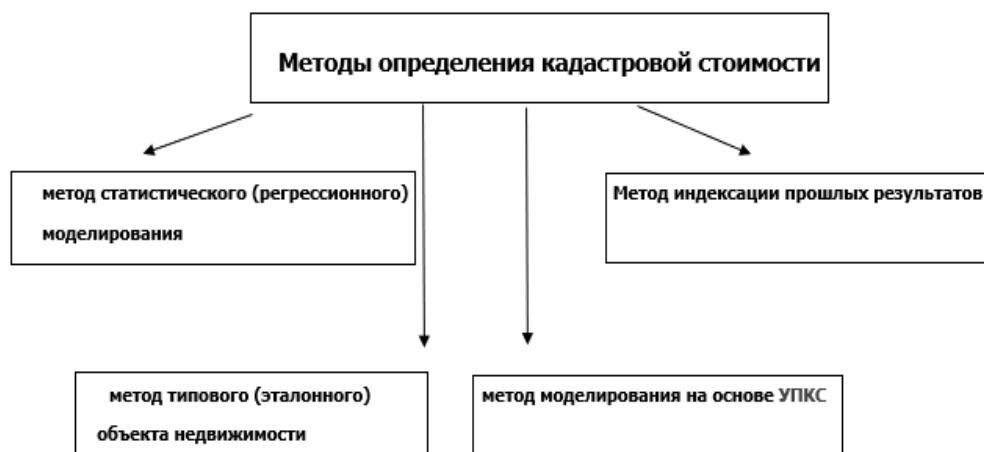 Методы определения кадастровой стоимости
метод статистического (регрессионного)
моделирования
Метод индексации прошлых результатов
метод типового (эталонного)
объекта недвижимости
метод моделирования на основе УПКС